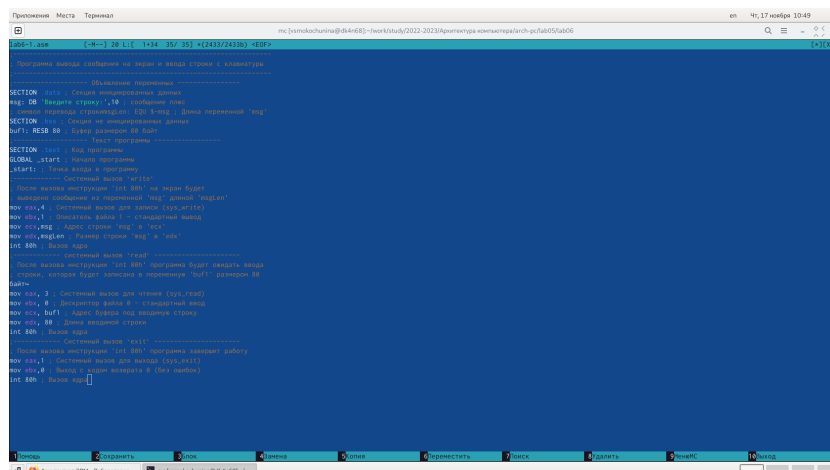 Приложения Места Терминал en Чт, 17 ноября 10:49
mc [vsmokochunina@dk4n68]:~/work/study/2022-2023/Архитектура компьютера/arch-pc/lab05/lab06
lab6-1.asm [-M--] 20 L:[ 1+34 35/ 35] *(2433/2433b) <EOF> [*][X
;------------------------------------------------------------
; Программа вывода сообщения на экран и ввода строки с клавиатуры
;------------------------------------------------------------
;------------------- Объявление переменных ----------------
SECTION .data ; Секция инициированных данных
msg: DB 'Введите строку:',10 ; сообщение плюс
; символ перевода строкиmsgLen: EQU $-msg ; Длина переменной 'msg'
SECTION .bss ; Секция не инициированных данных
buf1: RESB 80 ; Буфер размером 80 байт
;------------------- Текст программы -----------------
SECTION .text ; Код программы
GLOBAL _start ; Начало программы
_start: ; Точка входа в программу
;------------ Системный вызов `write`
; После вызова инструкции 'int 80h' на экран будет
; выведено сообщение из переменной 'msg' длиной 'msgLen'
mov eax,4 ; Системный вызов для записи (sys_write)
mov ebx,1 ; Описатель файла 1 - стандартный вывод
mov ecx,msg ; Адрес строки 'msg' в 'ecx'
mov edx,msgLen ; Размер строки 'msg' в 'edx'
int 80h ; Вызов ядра
;------------ системный вызов `read` ----------------------
; После вызова инструкции 'int 80h' программа будет ожидать ввода
; строки, которая будет записана в переменную 'buf1' размером 80
байт¬
mov eax, 3 ; Системный вызов для чтения (sys_read)
mov ebx, 0 ; Дескриптор файла 0 - стандартный ввод
mov ecx, buf1 ; Адрес буфера под вводимую строку
mov edx, 80 ; Длина вводимой строки
int 80h ; Вызов ядра
;------------ Системный вызов `exit` ----------------------
; После вызова инструкции 'int 80h' программа завершит работу
mov eax,1 ; Системный вызов для выхода (sys_exit)
mov ebx,0 ; Выход с кодом возврата 0 (без ошибок)
int 80h ; Вызов ядра
1Помощь 2Сохранить 3Блок 4Замена 5Копия 6Переместить 7Поиск 8Удалить 9МенюMC 10Выход